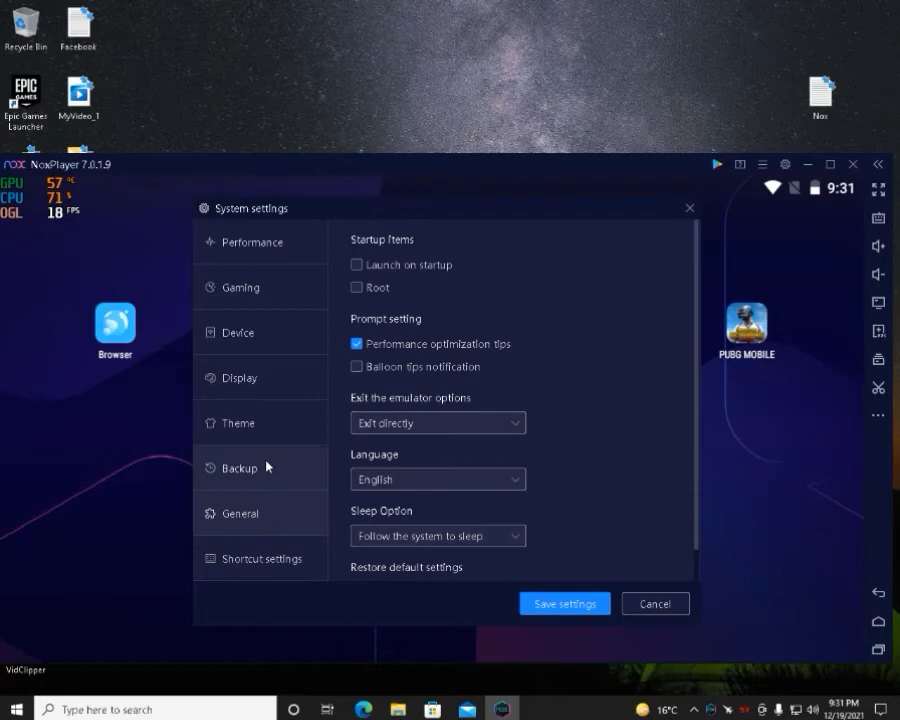 Recycle Bin
Facebook
EPIC
GAMES
Epic Games
Launcher
MyVideo_1
Nox
nox NoxPlayer 7.0.1.9
GPU 57 °C
CPU 71 %
OGL 18 FPS
9:31
System settings
Performance
Gaming
Device
Display
Theme
Backup
General
Shortcut settings
Startup items
Launch on startup
Root
Prompt setting
Performance optimization tips
Balloon tips notification
Exit the emulator options
Exit directly
Language
English
Sleep Option
Follow the system to sleep
Restore default settings
Save settings
Cancel
Browser
PUBG MOBILE
VidClipper
Type here to search
nox
16°C
9:31 PM
12/19/2021